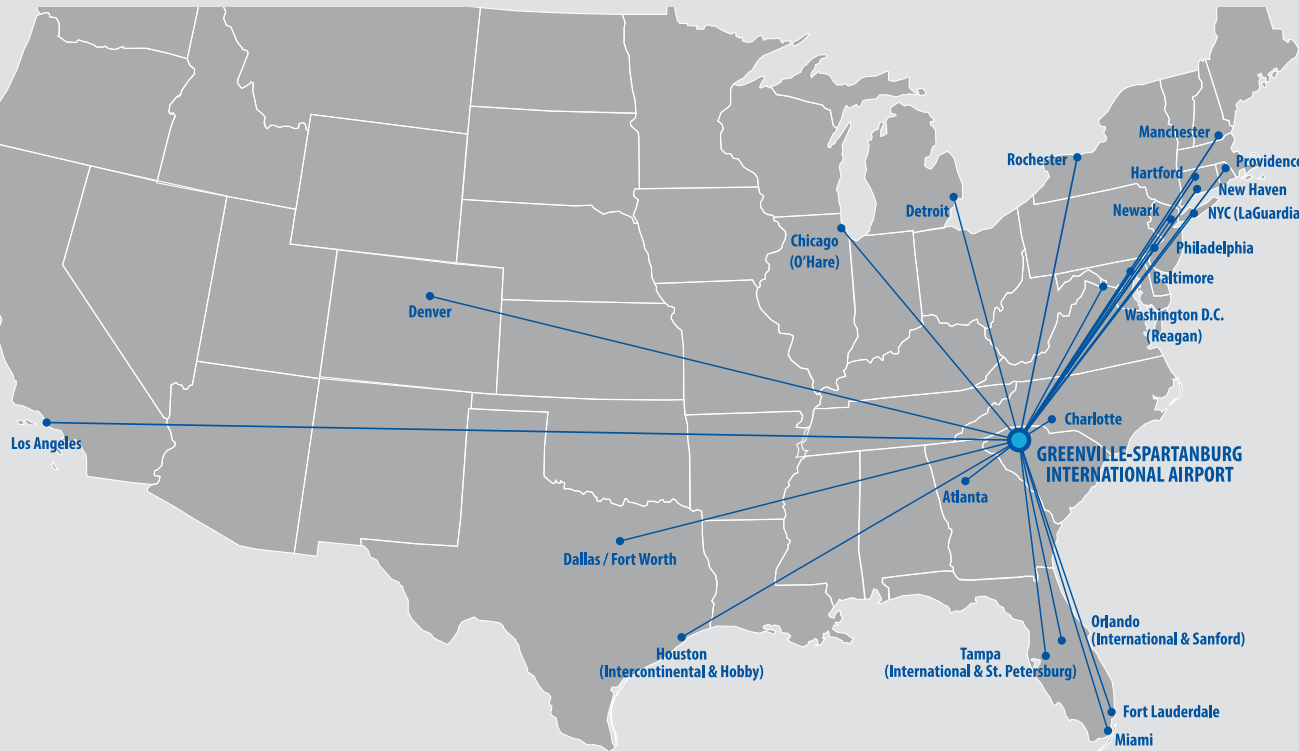 Manchester
Rochester
Providence
Hartford
New Haven
Detroit
Newark
NYC (LaGuardia
Chicago
(O'Hare)
Philadelphia
Baltimore
Denver
Washington D.C.
(Reagan)
Charlotte
Los Angeles
GREENVILLE-SPARTANBURG
INTERNATIONAL AIRPORT
Atlanta
Dallas / Fort Worth
Orlando
(International & Sanford)
Houston
(Intercontinental & Hobby)
Tampa
(International & St. Petersburg)
Fort Lauderdale
Miami